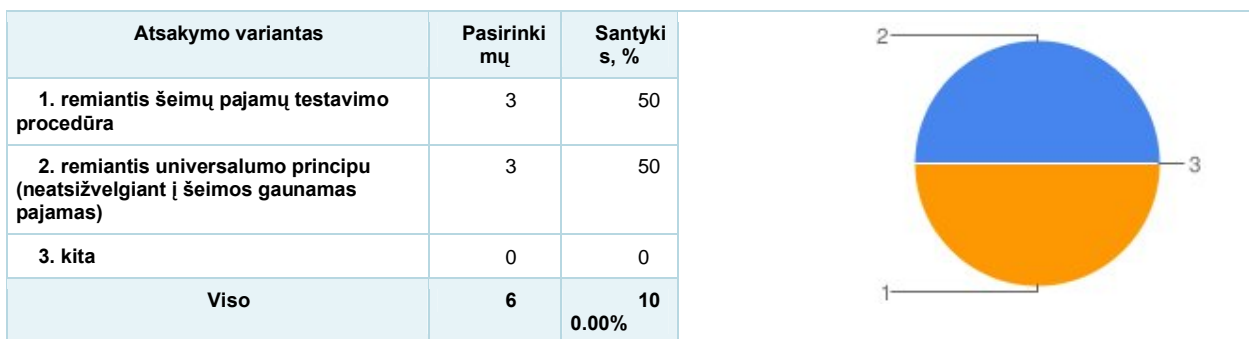 Atsakymo variantas
Pasirinki
mų
Santyki
s, %
1. remiantis šeimų pajamų testavimo
procedūra
3
50
2. remiantis universalumo principu
(neatsižvelgiant į šeimos gaunamas
pajamas)
3
50
3. kita
0
0
Viso
6
10
0.00%
2
3
1